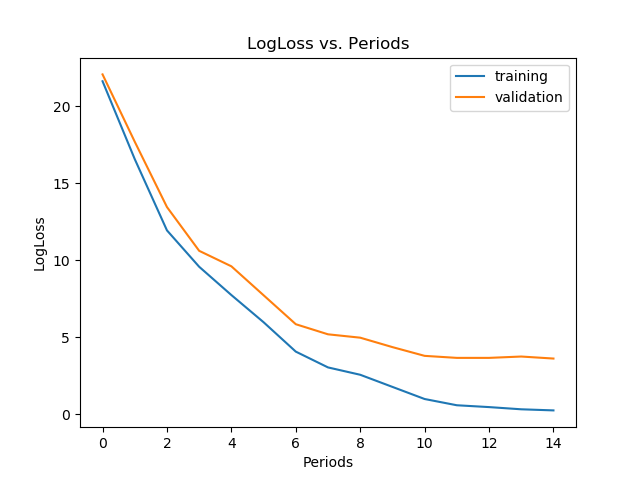 LogLoss vs. Periods
training
validation
LogLoss
20
15
10
5
0
0 2 4 6 8 10 12 14
Periods